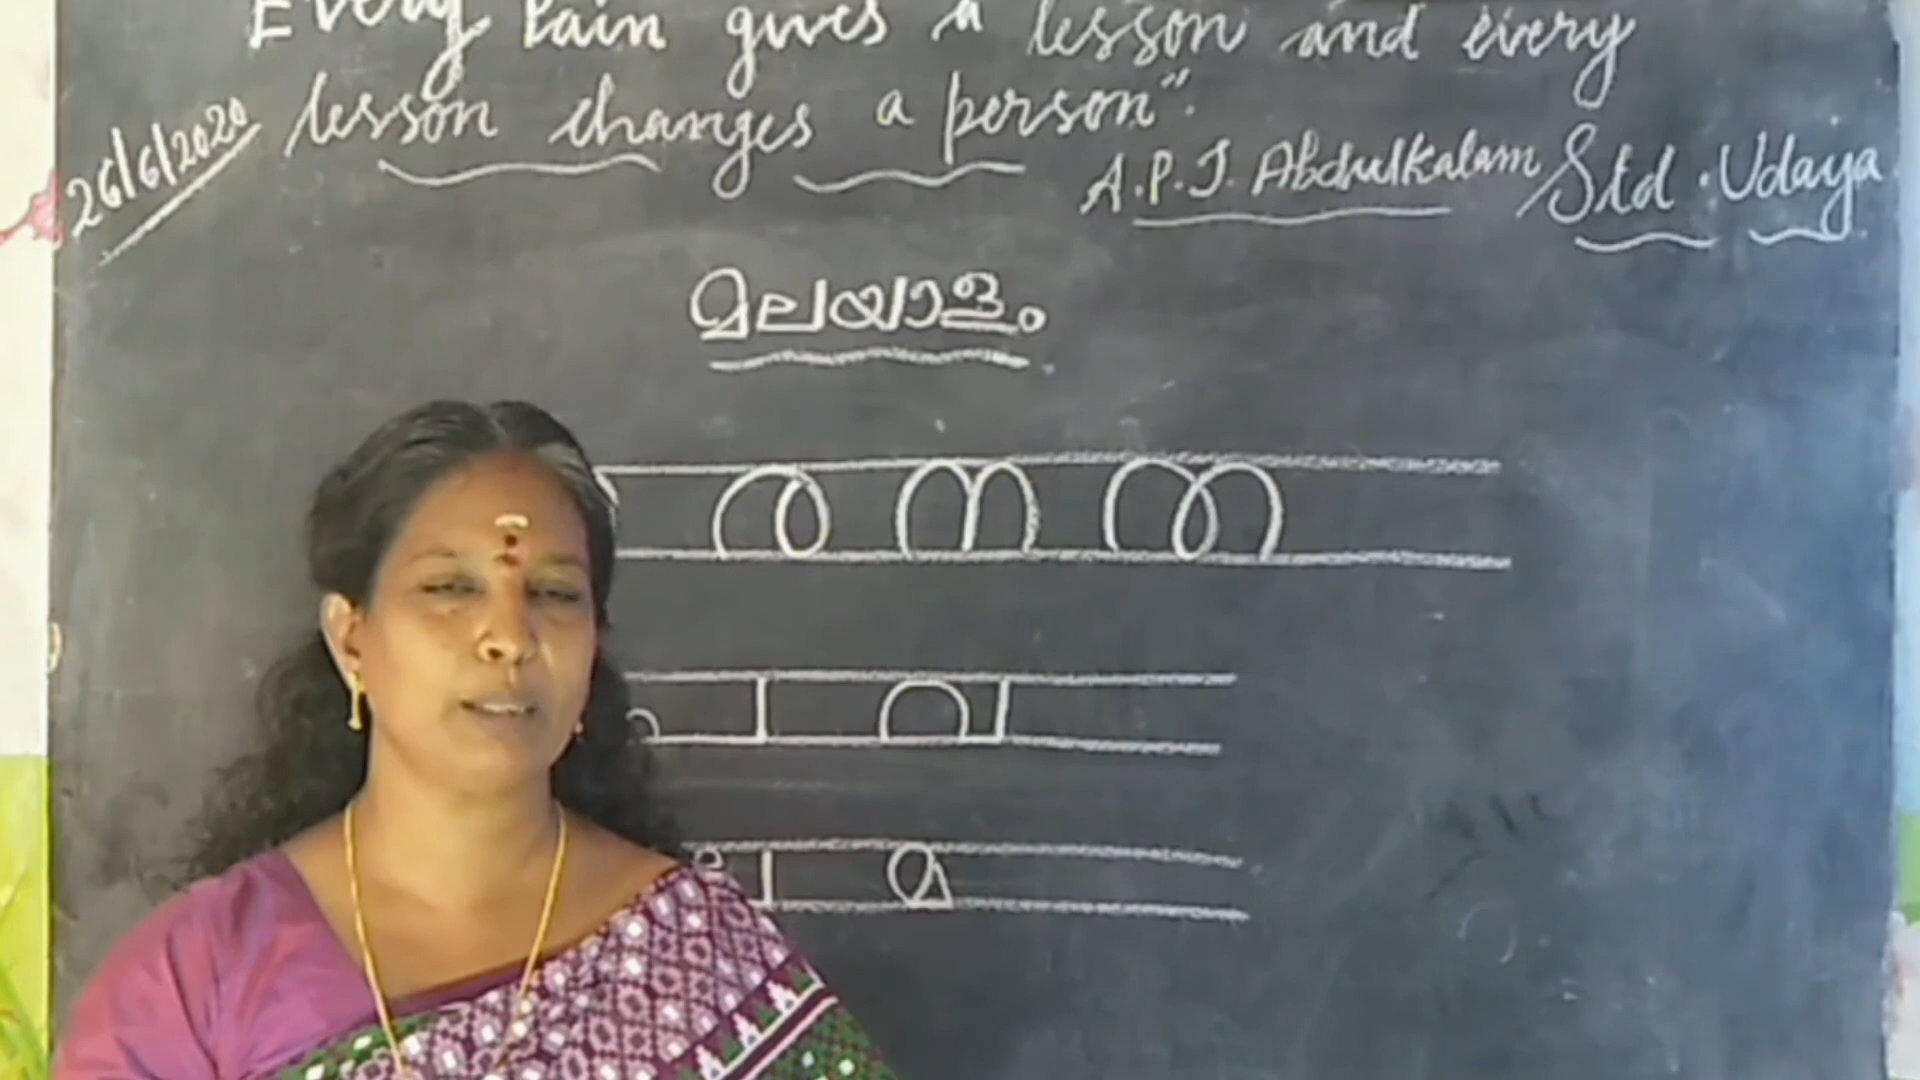 Every Pain gives a lesson and every
lesson changes a person".
26/6/2020
A.P.J. Abdulkalam
Std. Udaya
മലയാളം
ര ന ത
വ
മ